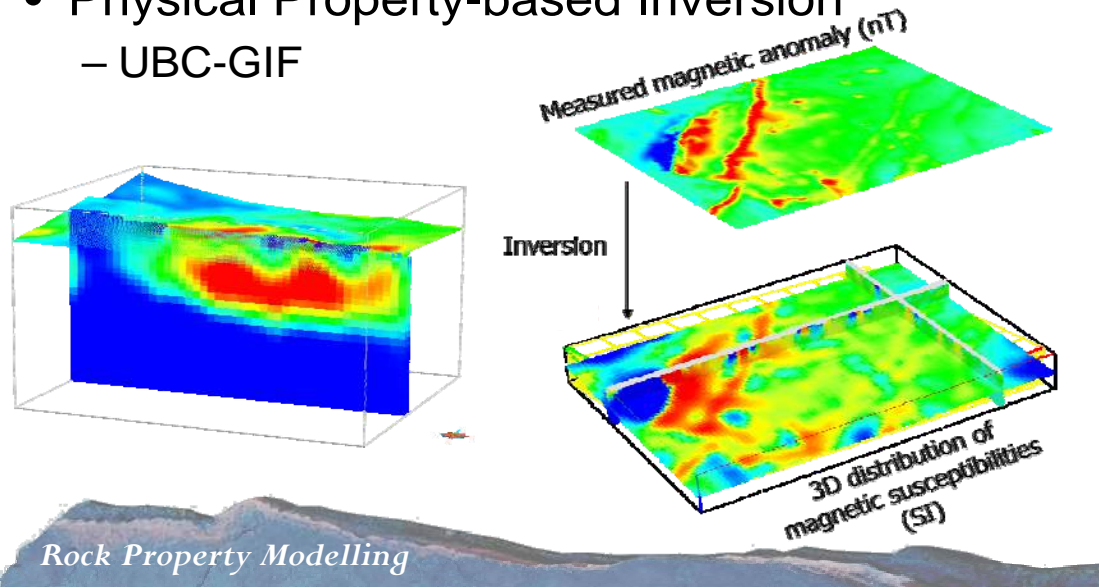 • Physical Property-based Inversion
– UBC-GIF
Measured magnetic anomaly (nT)
Inversion
3D distribution of
magnetic susceptibilities
(SI)
Rock Property Modelling